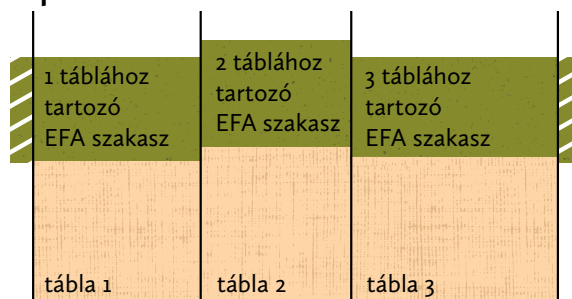 1 táblához
tartozó
EFA szakasz
2 táblához
tartozó
EFA szakasz
3 táblához
tartozó
EFA szakasz
tábla 1
tábla 2
tábla 3